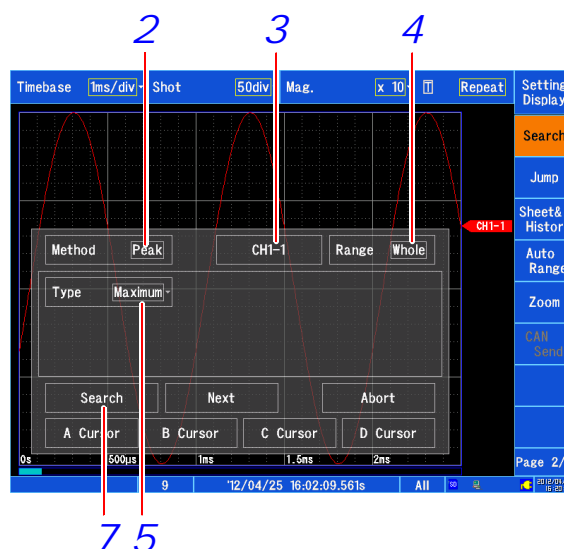 2 3 4
Timebase 1ms/div Shot 50div Mag. x 10 T Repeat
Setting
Display
Search
Jump
CH1-1
Sheet&
Histor
Auto
Range
Zoom
CAN
Send
Method Peak CH1-1 Range Whole
Type Maximum
Search Next Abort
A Cursor B Cursor C Cursor D Cursor
0s 500µs 1ms 1.5ms 2ms
Page 2/
9 '12/04/25 16:02:09.561s All SD
7 5